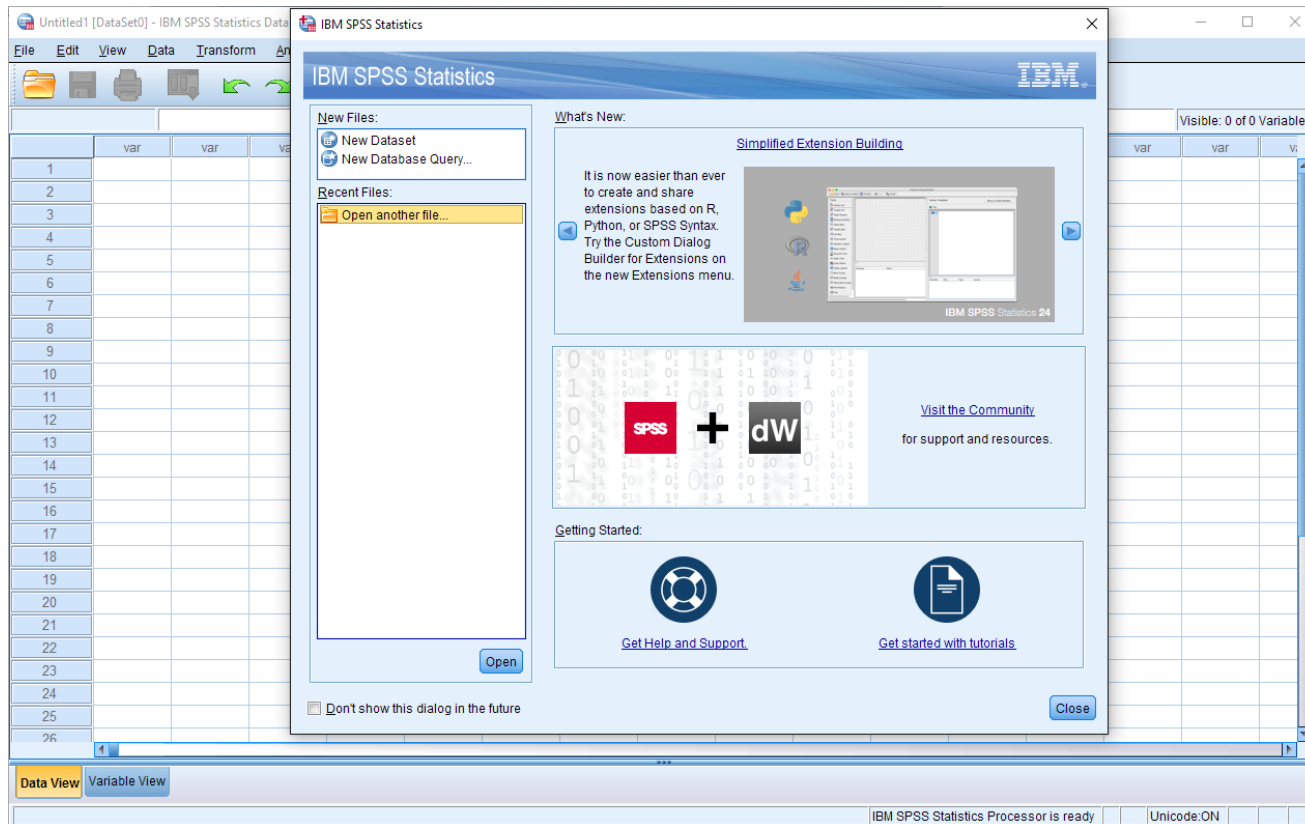 Untitled1 [DataSet0] - IBM SPSS Statistics Data
IBM SPSS Statistics
File Edit View Data Transform An
IBM SPSS Statistics
IBM
Visible: 0 of 0 Variable
var var va var var va
1
2
3
4
5
6
7
8
9
10
11
12
13
14
15
16
17
18
19
20
21
22
23
24
25
26
New Files:
New Dataset
New Database Query...
Recent Files:
Open another file...
Open
Don't show this dialog in the future
What's New:
Simplified Extension Building
It is now easier than ever
to create and share
extensions based on R,
Python, or SPSS Syntax.
Try the Custom Dialog
Builder for Extensions on
the new Extensions menu.
IBM SPSS Statistics 24
SPSS + dW
Visit the Community
for support and resources.
Getting Started:
Get Help and Support.
Get started with tutorials
Close
Data View Variable View
IBM SPSS Statistics Processor is ready Unicode:ON